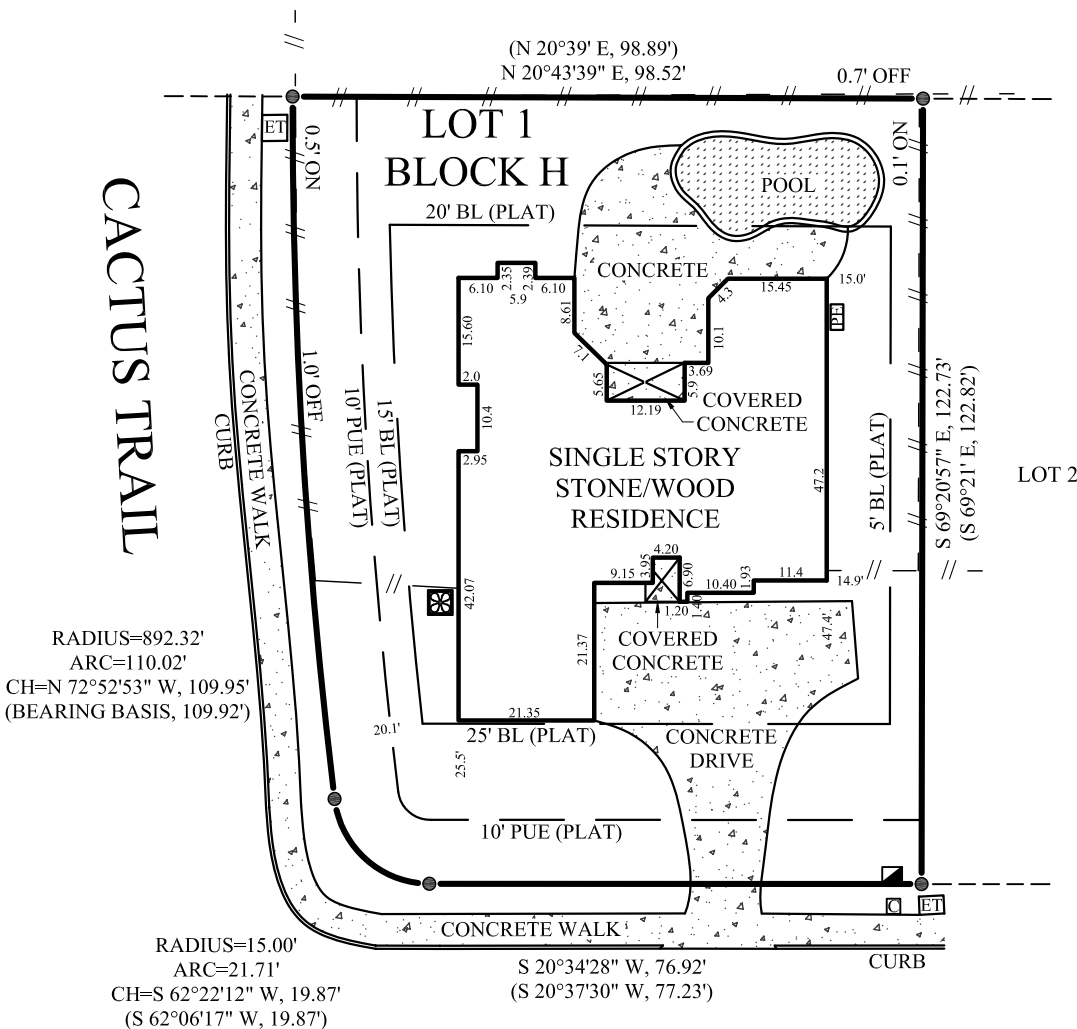 (N 20°39' E, 98.89')
N 20°43'39" E, 98.52'
0.7' OFF
ET
0.5' ON
LOT 1
BLOCK H
0.1' ON
POOL
20' BL (PLAT)
CONCRETE
CACTUS TRAIL
6.10
2.35
5.9
2.39
6.10
8.61
4.3
15.45
15.0'
PE
15.60
7.1
10.1
1.0' OFF
2.0
10.4
2.95
5.65
12.19
5.9
3.69
COVERED
CONCRETE
CONCRETE WALK
CURB
10' PUE (PLAT)
15' BL (PLAT)
SINGLE STORY
STONE/WOOD
RESIDENCE
47.2
5' BL (PLAT)
S 69°20'57" E, 122.73'
(S 69°21' E, 122.82')
LOT 2
4.20
9.15
3.95
6.90
10.40
1.93
11.4
14.9'
1.20
1.40
42.07
21.37
COVERED
CONCRETE
47.4'
RADIUS=892.32'
ARC=110.02'
CH=N 72°52'53" W, 109.95'
(BEARING BASIS, 109.92')
20.1'
21.35
25' BL (PLAT)
25.5'
CONCRETE
DRIVE
10' PUE (PLAT)
C
ET
CONCRETE WALK
CURB
RADIUS=15.00'
ARC=21.71'
CH=S 62°22'12" W, 19.87'
(S 62°06'17" W, 19.87')
S 20°34'28" W, 76.92'
(S 20°37'30" W, 77.23')